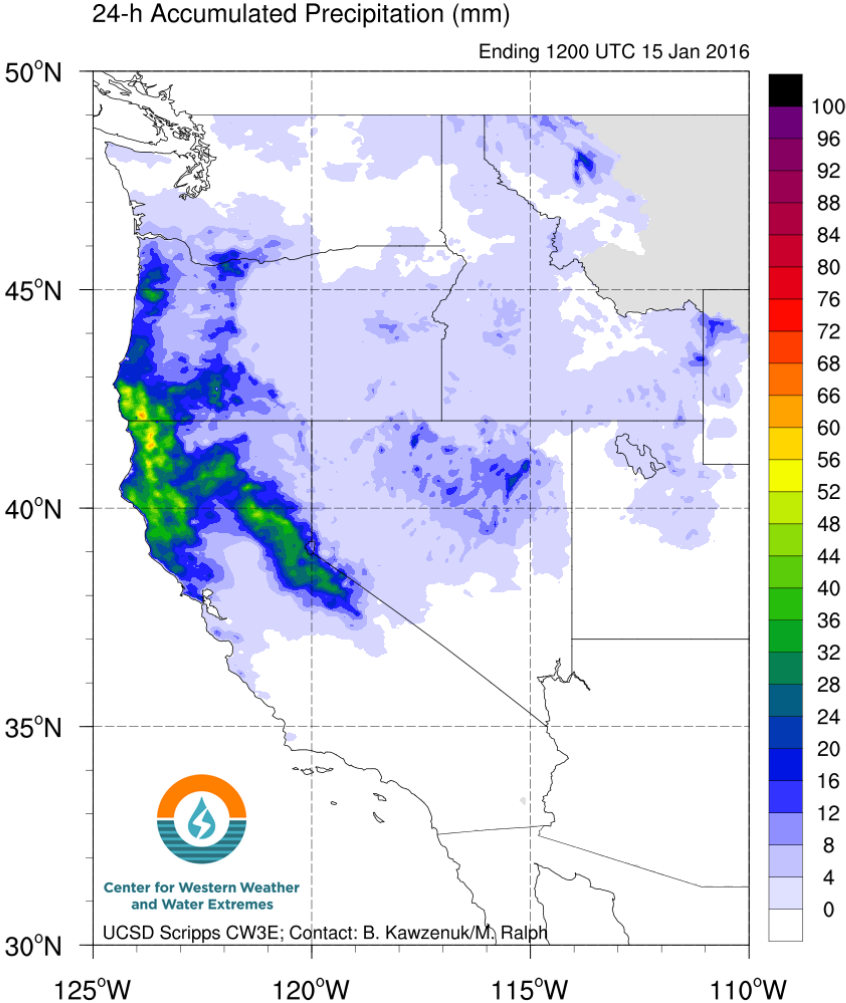 24-h Accumulated Precipitation (mm)
Ending 1200 UTC 15 Jan 2016
50°N
45°N
40°N
35°N
30°N
125°W
120°W
115°W
110°W
100
96
92
88
84
80
76
72
68
66
60
56
52
48
44
40
36
32
28
24
20
16
12
8
4
0
Center for Western Weather
and Water Extremes
UCSD Scripps CW3E; Contact: B. Kawzenuk/M. Ralph